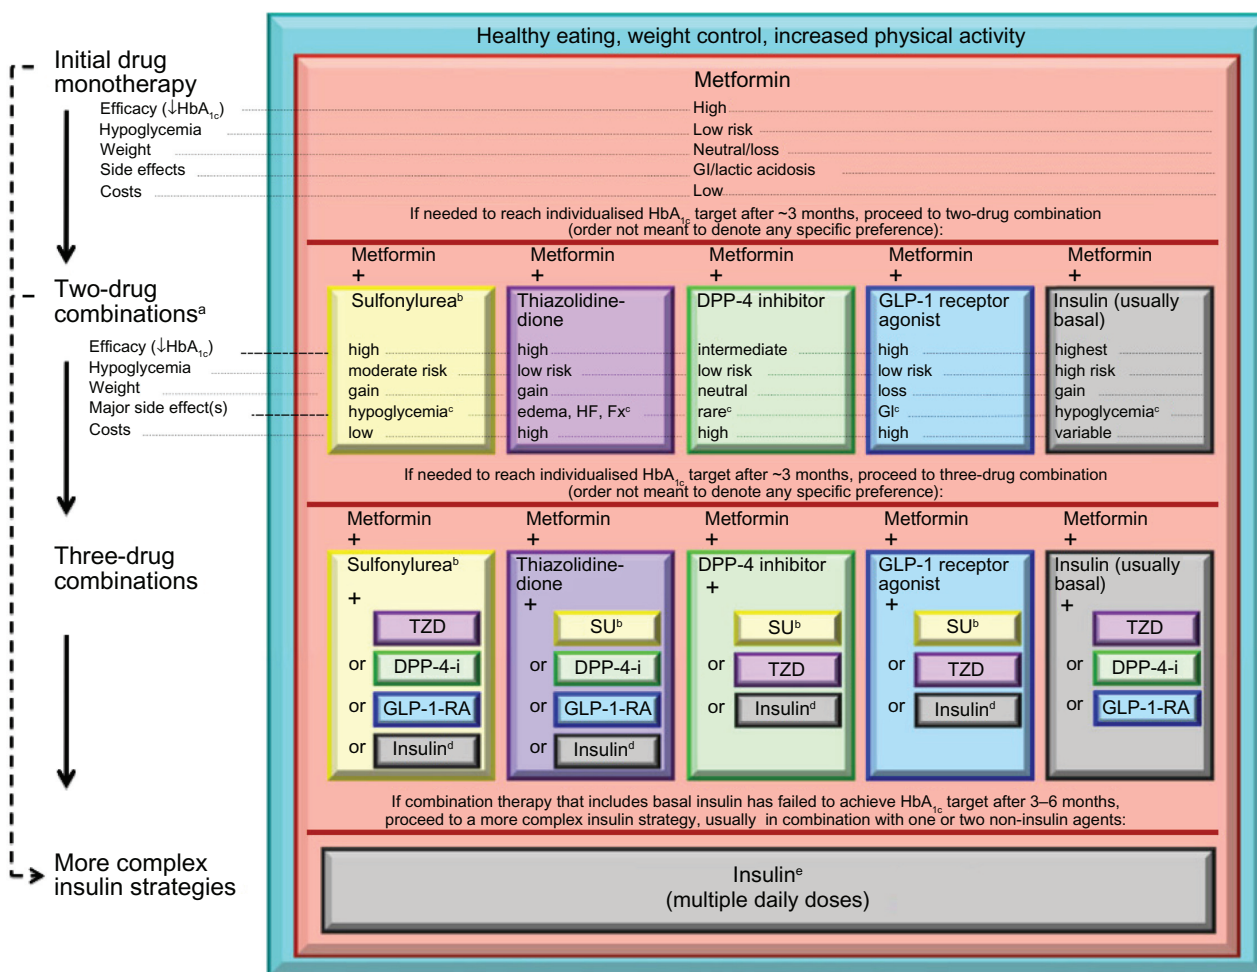 Healthy eating, weight control, increased physical activity
Initial drug
monotherapy
Metformin
Efficacy (↓HbA1c) High
Hypoglycemia Low risk
Weight Neutral/loss
Side effects GI/lactic acidosis
Costs Low
If needed to reach individualised HbA1c target after ~3 months, proceed to two-drug combination
(order not meant to denote any specific preference):
Metformin Metformin Metformin Metformin Metformin
+ + + + +
Two-drug
combinationsa
Sulfonylureab
Thiazolidine-
dione
DPP-4 inhibitor
GLP-1 receptor
agonist
Insulin (usually
basal)
Efficacy (↓HbA1c) high high intermediate high highest
Hypoglycemia moderate risk low risk low risk low risk high risk
Weight gain gain neutral loss gain
Major side effect(s) hypoglycemiac edema, HF, Fxc rarec GIc hypoglycemiac
Costs low high high high variable
If needed to reach individualised HbA1c target after ~3 months, proceed to three-drug combination
(order not meant to denote any specific preference):
Metformin Metformin Metformin Metformin Metformin
+ + + + +
Three-drug
combinations
Sulfonylureab
+
TZD
or DPP-4-i
or GLP-1-RA
or Insulind
Thiazolidine-
dione
+
SUb
or DPP-4-i
or GLP-1-RA
or Insulind
DPP-4 inhibitor
+
SUb
or TZD
or Insulind
GLP-1 receptor
agonist
+
SUb
or TZD
or Insulind
Insulin (usually
basal)
+
TZD
or DPP-4-i
or GLP-1-RA
If combination therapy that includes basal insulin has failed to achieve HbA1c target after 3–6 months,
proceed to a more complex insulin strategy, usually in combination with one or two non-insulin agents:
More complex
insulin strategies
Insuline
(multiple daily doses)